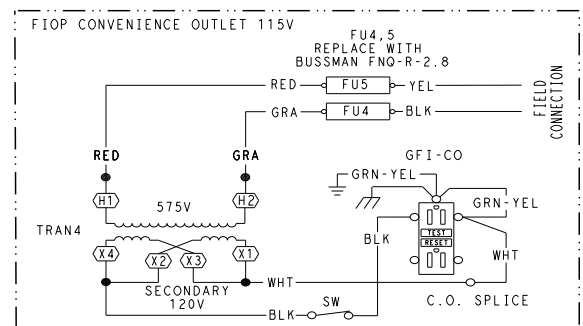 FIOP CONVENIENCE OUTLET 115V
FU4,5
REPLACE WITH
BUSSMAN FNQ-R-2.8
RED FU5 YEL
GRA FU4 BLK
FIELD
CONNECTION
RED GRA
GFI-CO
GRN-YEL
H1 575V H2
GRN-YEL
TRAN4
TEST
RESET
BLK
X4 X2 X3 X1
WHT
SECONDARY
120V
WHT
SW
C.O. SPLICE
BLK